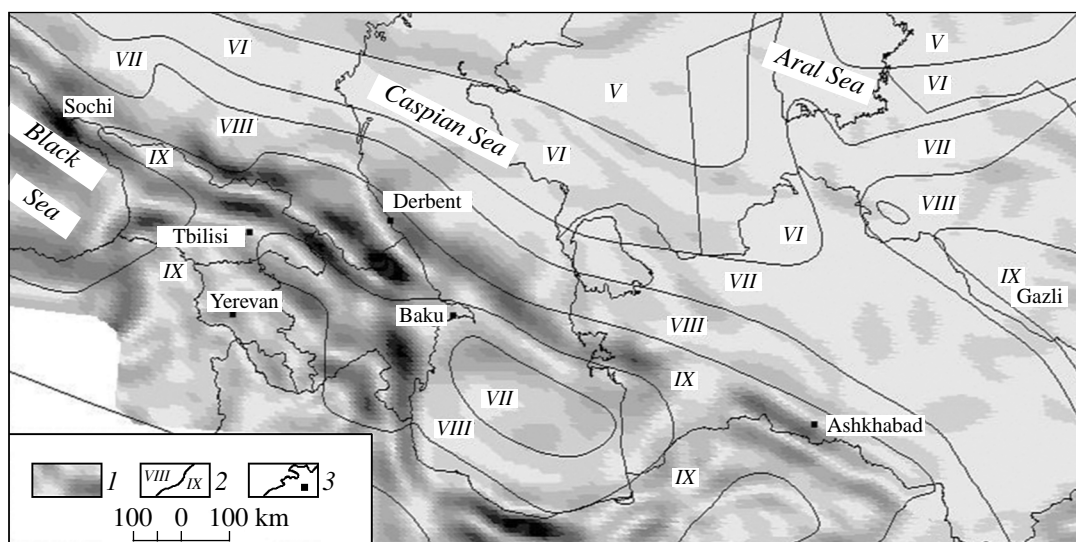 V
VI
VII
Aral Sea
VI
V
Caspian Sea
Sochi
VIII
VII
Black
Sea
IX
VI
VIII
Derbent
Tbilisi
VI
IX
VII
IX
Gazli
Yerevan
Baku
VIII
IX
VII
VIII
Ashkhabad
IX
1
VIII
IX
2
3
100 0 100 km